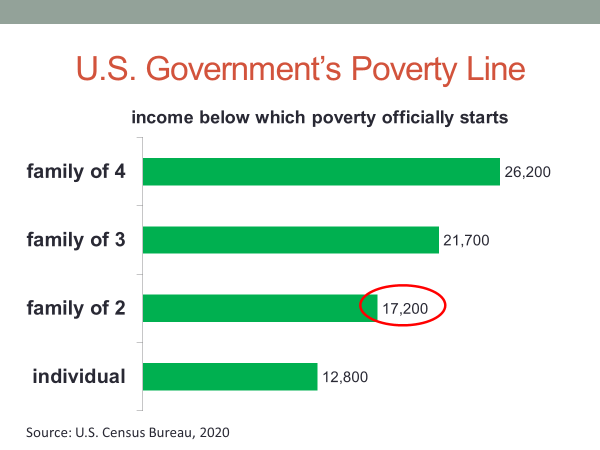 U.S. Government’s Poverty Line
income below which poverty officially starts
family of 4 26,200
family of 3 21,700
family of 2 17,200
individual 12,800
Source: U.S. Census Bureau, 2020